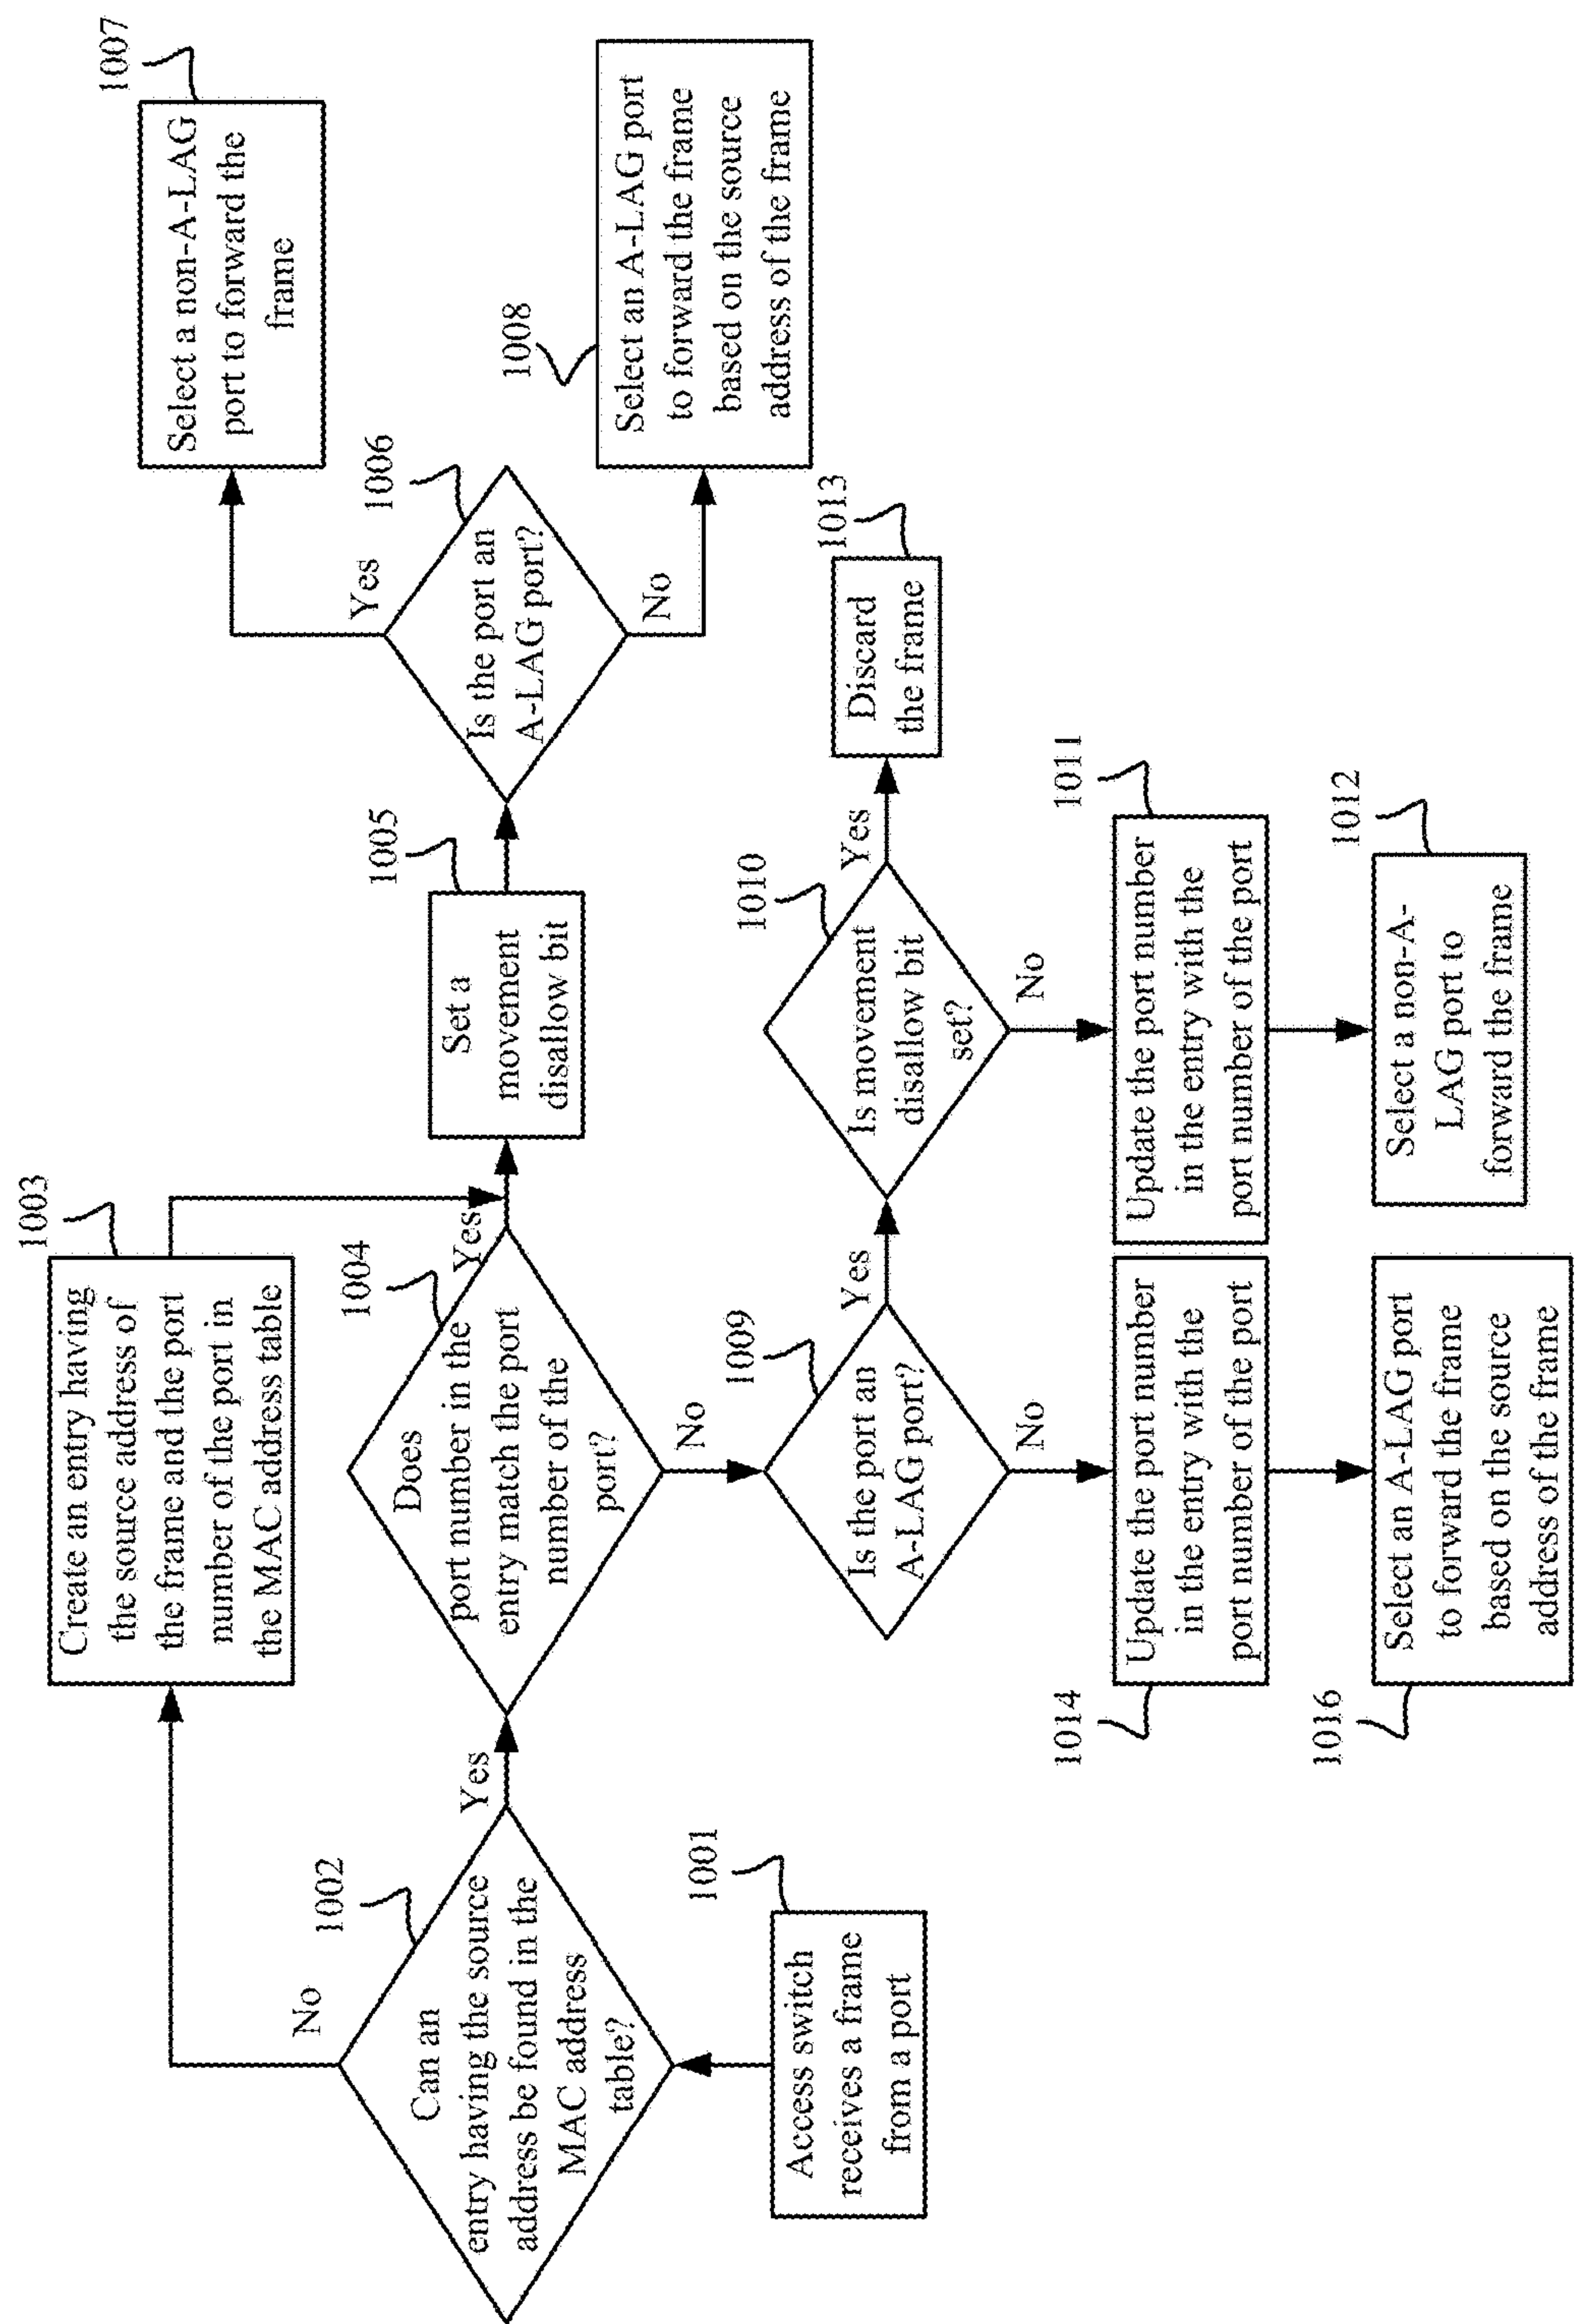 1001
Access switch
receives a frame
from a port
1002
Can an
entry having the source
address be found in the
MAC address
table?
No
Yes
1003
Create an entry having
the source address of
the frame and the port
number of the port in
the MAC address table
1004
Does
port number in the
entry match the port
number of the
port?
Yes
No
1005
Set a
movement
disallow bit
1006
Is the port an
A-LAG port?
Yes
No
1007
Select a non-A-LAG
port to forward the
frame
1008
Select an A-LAG port
to forward the frame
based on the source
address of the frame
1009
Is the port an
A-LAG port?
Yes
No
1010
Is movement
disallow bit
set?
Yes
No
1013
Discard
the frame
1011
Update the port number
in the entry with the
port number of the port
1012
Select a non-A-
LAG port to
forward the frame
1014
Update the port number
in the entry with the
port number of the port
1016
Select an A-LAG port
to forward the frame
based on the source
address of the frame